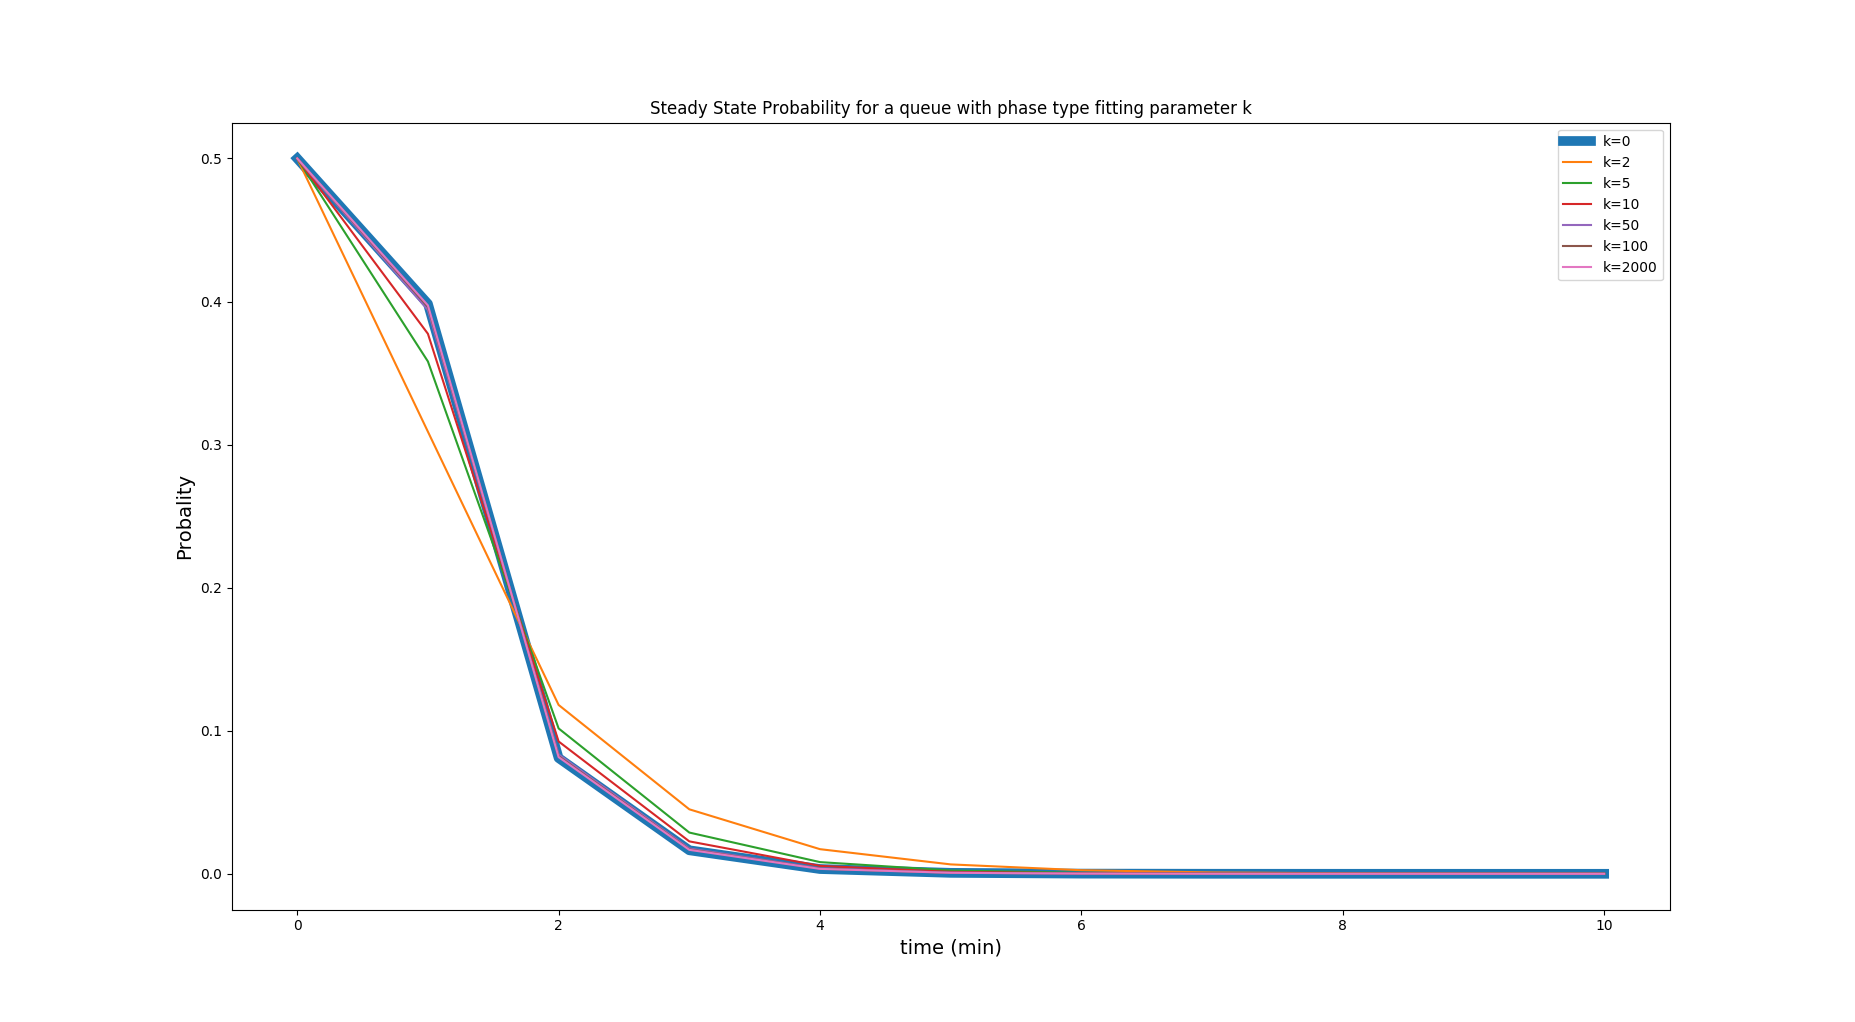 Steady State Probability for a queue with phase type fitting parameter k
k=0
k=2
k=5
k=10
k=50
k=100
k=2000
Probality
0.5
0.4
0.3
0.2
0.1
0.0
0 2 4 6 8 10
time (min)